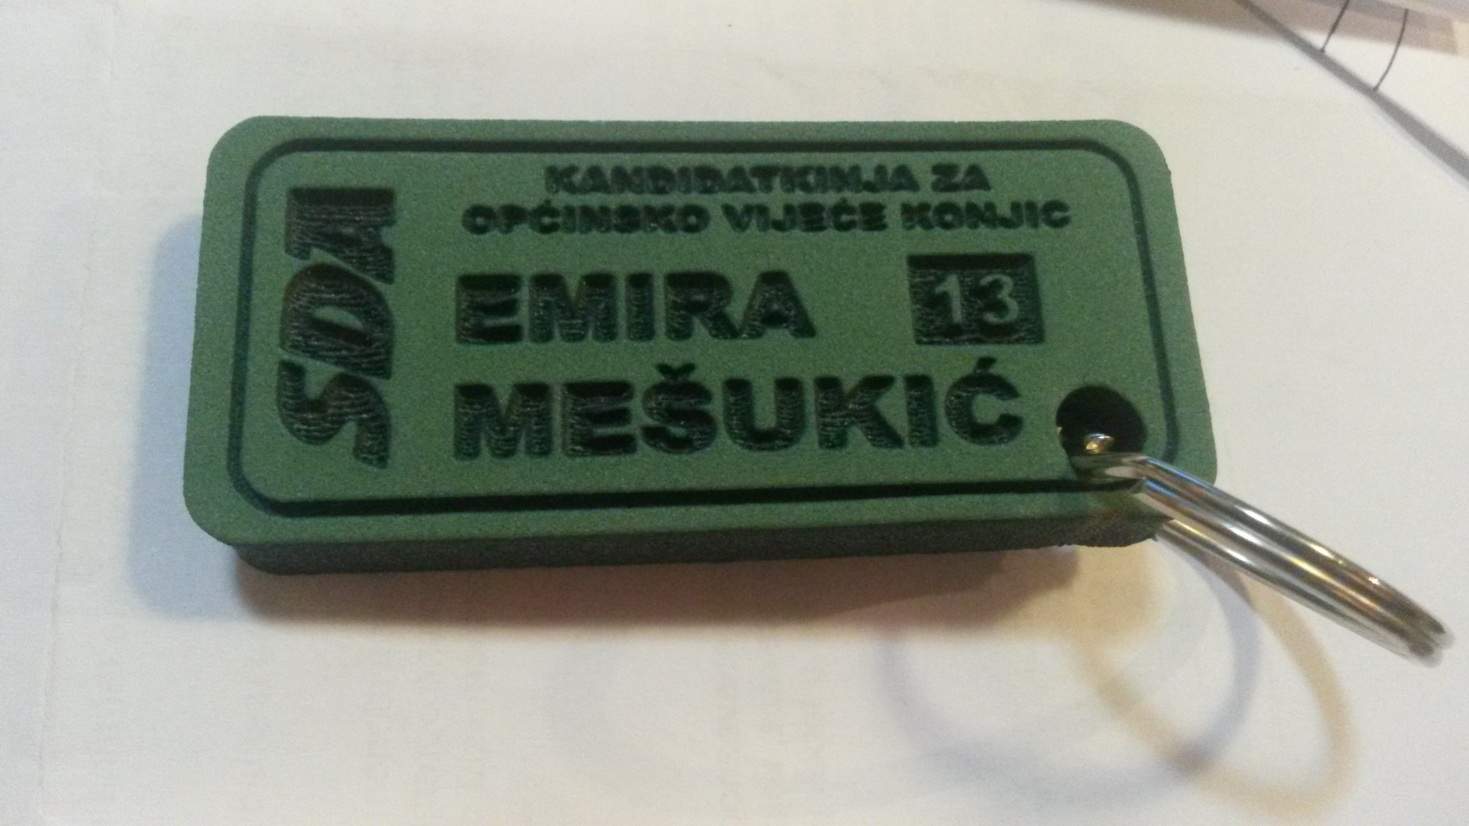 SDA
KANDIDATKINJA ZA
OPĆINSKO VIJEĆE KONJIC
EMIRA 13
MEŠUKIĆ